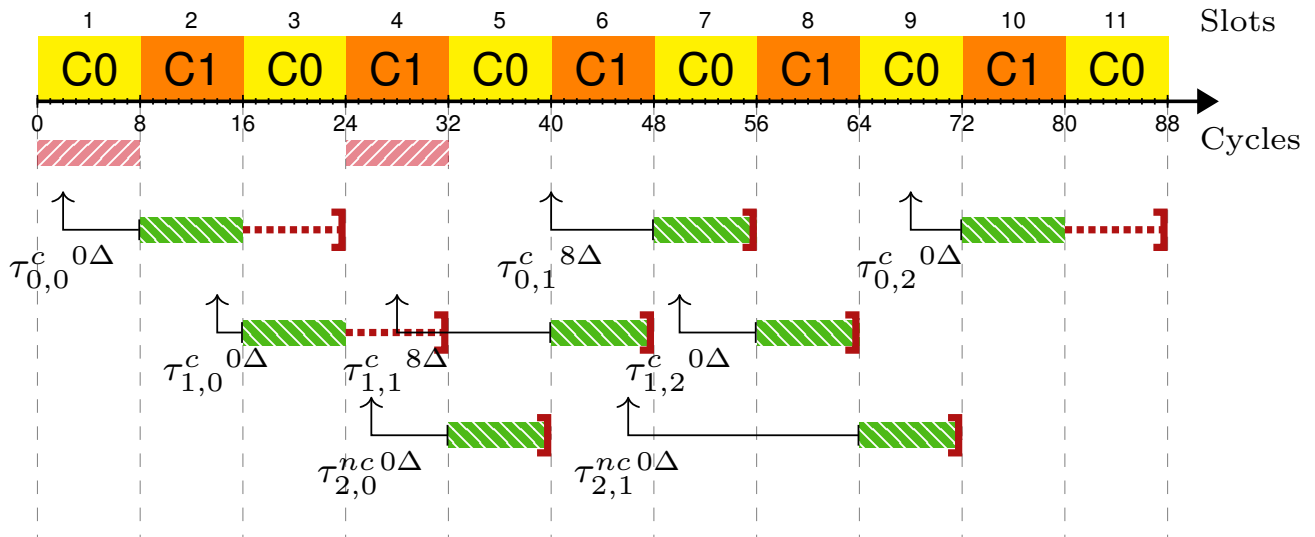 1 2 3 4 5 6 7 8 9 10 11 Slots
C0 C1 C0 C1 C0 C1 C0 C1 C0 C1 C0
0 8 16 24 32 40 48 56 64 72 80 88
Cycles
τ^c_{0,0} 0Δ τ^c_{0,1} 8Δ τ^c_{0,2} 0Δ
τ^c_{1,0} 0Δ τ^c_{1,1} 8Δ τ^c_{1,2} 0Δ
τ^{nc}_{2,0} 0Δ τ^{nc}_{2,1} 0Δ